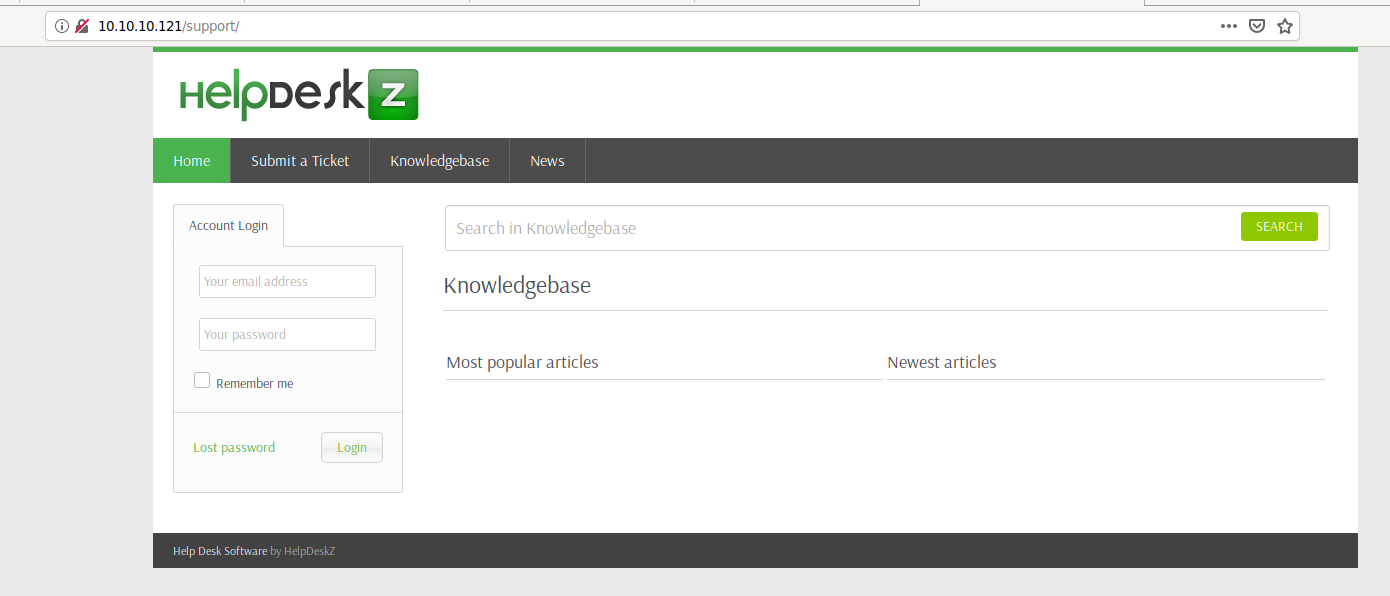 10.10.10.121/support/
HelpDesk Z
Home Submit a Ticket Knowledgebase News
Account Login
Your email address
Your password
Remember me
Lost password Login
Search in Knowledgebase SEARCH
Knowledgebase
Most popular articles Newest articles
Help Desk Software by HelpDeskZ